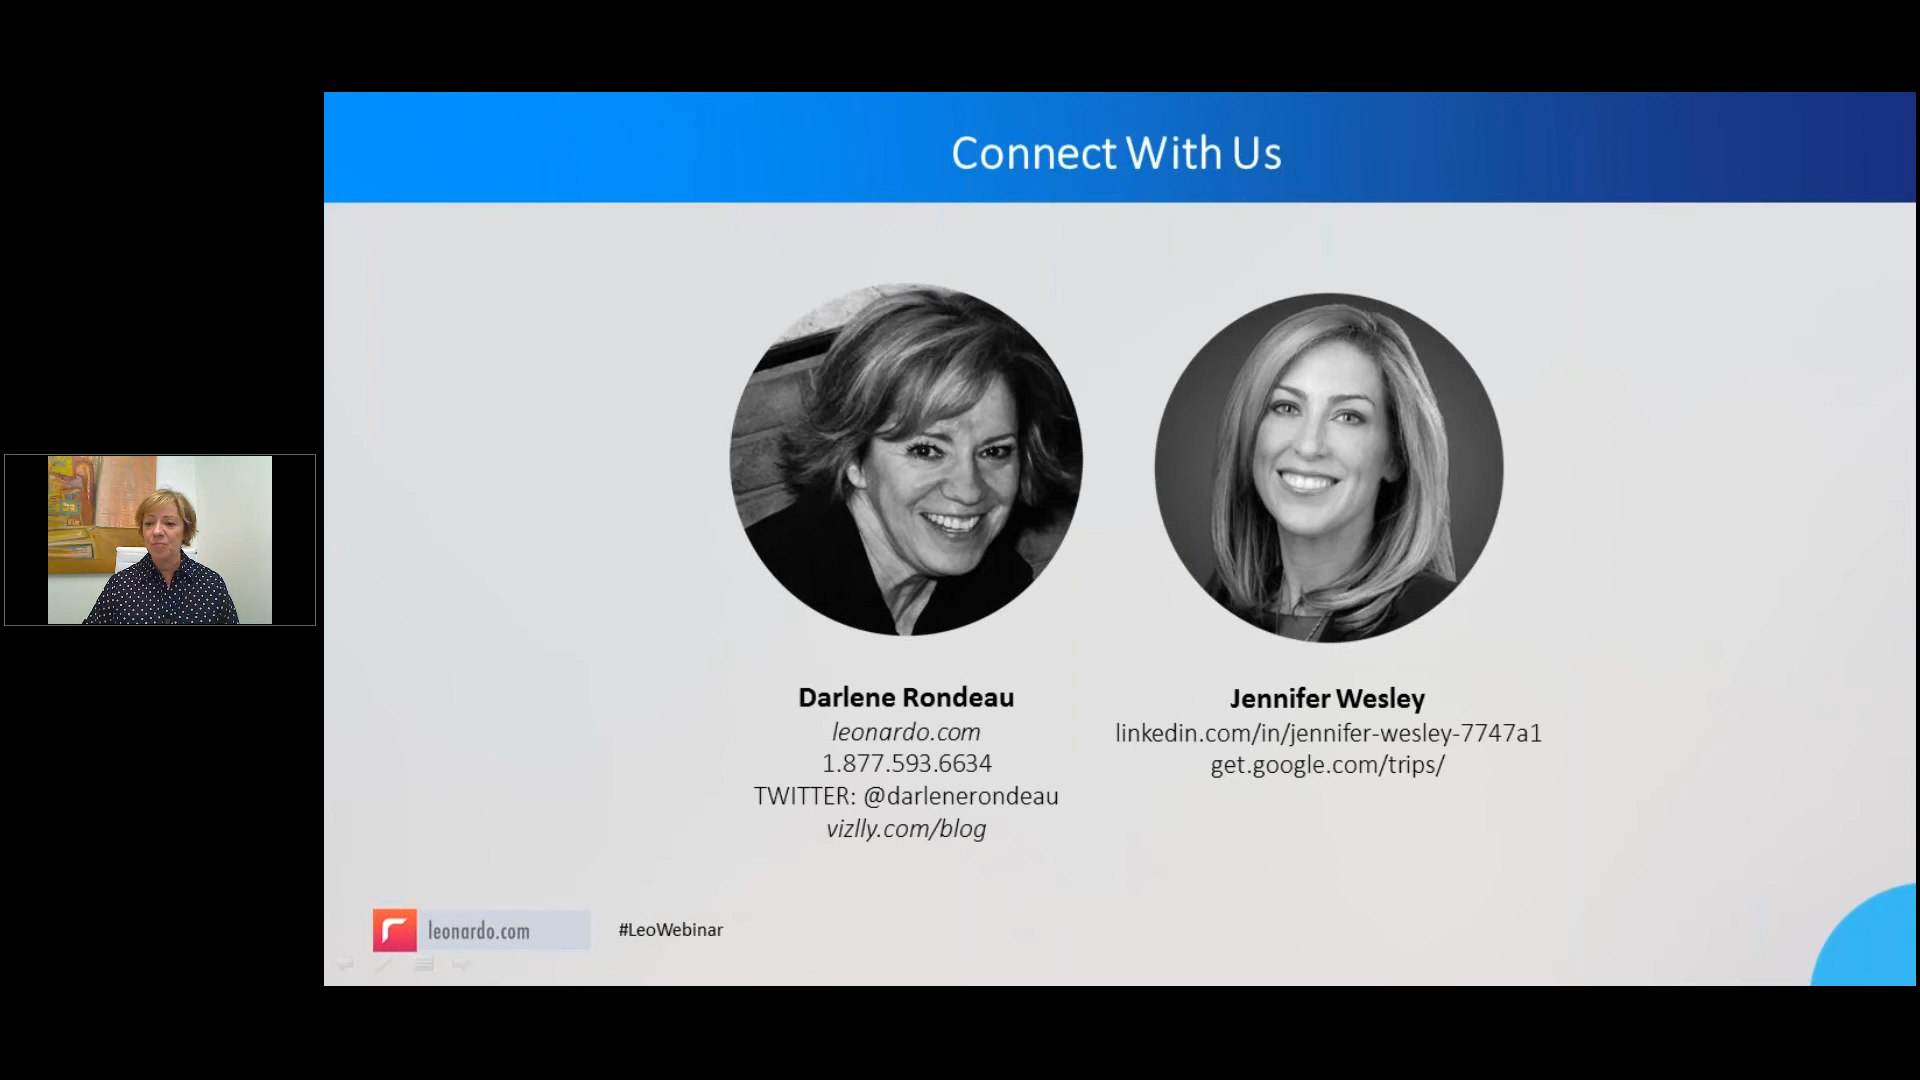 Connect With Us
Darlene Rondeau
leonardo.com
1.877.593.6634
TWITTER: @darlenerondeau
vizlly.com/blog
Jennifer Wesley
linkedin.com/in/jennifer-wesley-7747a1
get.google.com/trips/
leonardo.com
#LeoWebinar